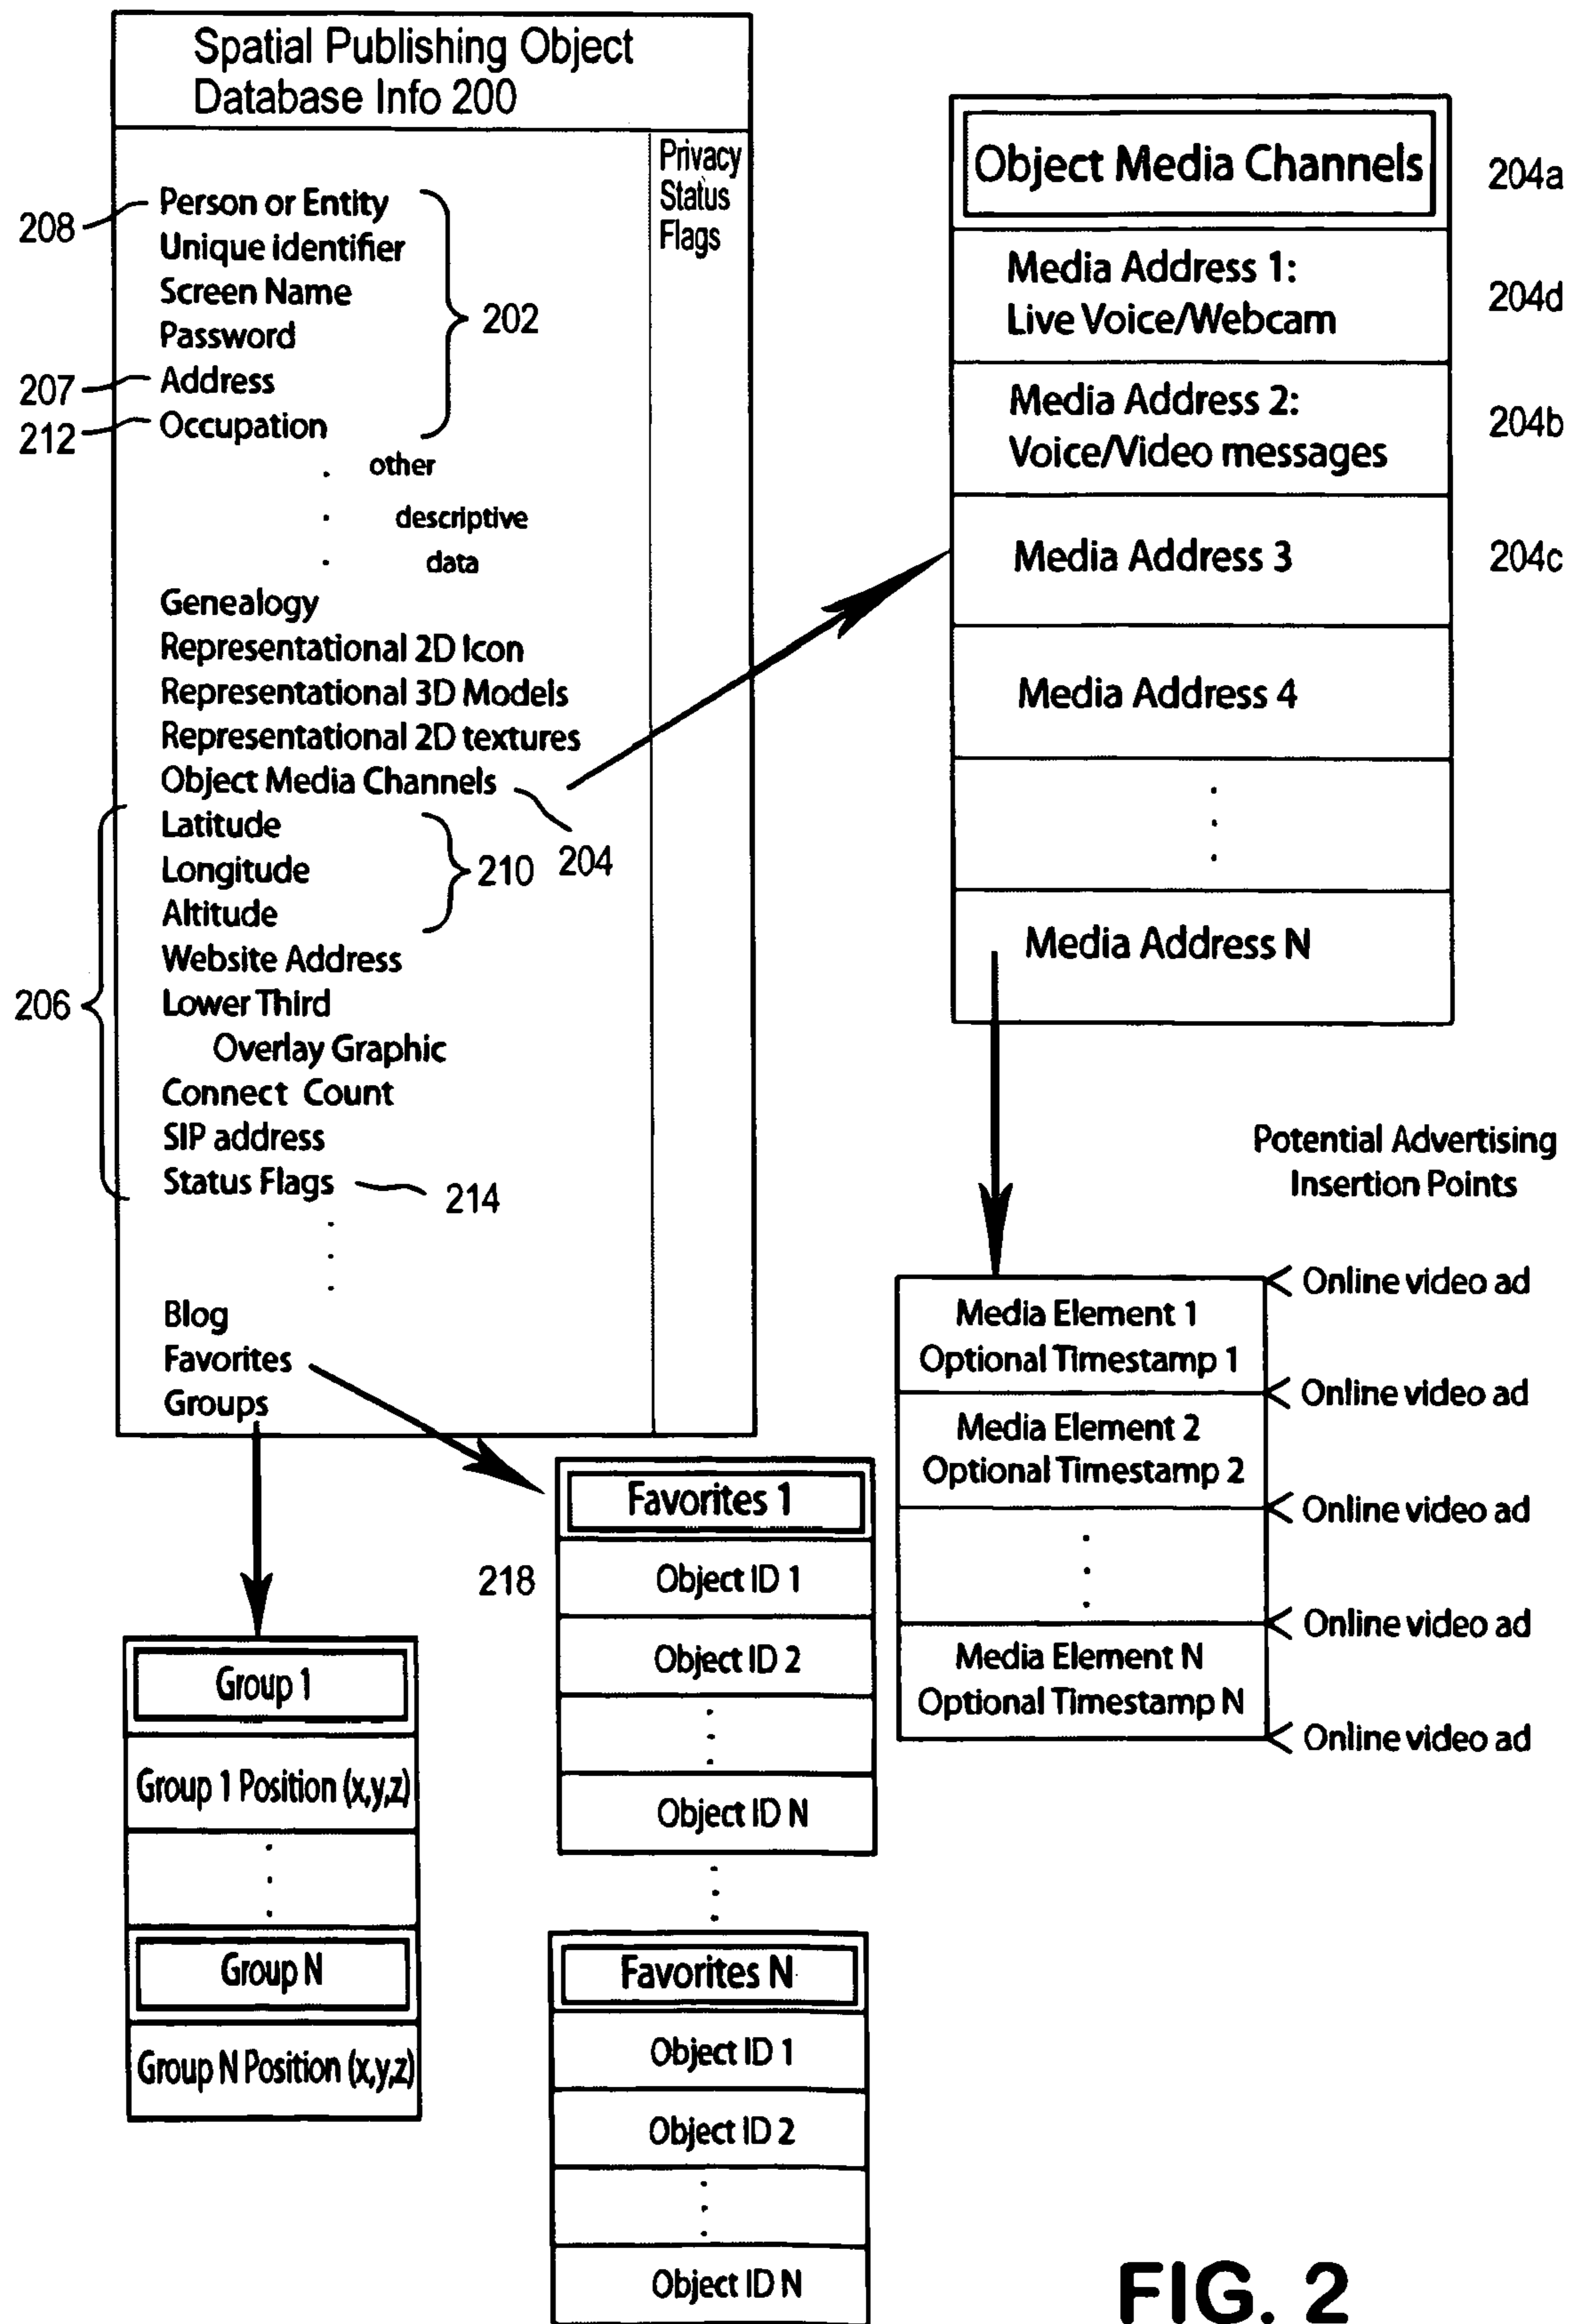 Spatial Publishing Object
Database Info 200
Privacy
Status
Flags
208
Person or Entity
Unique identifier
Screen Name
Password
202
207
Address
212
Occupation
. other
. descriptive
. data
Genealogy
Representational 2D Icon
Representational 3D Models
Representational 2D textures
Object Media Channels
204
206
Latitude
Longitude
Altitude
210
Website Address
Lower Third
Overlay Graphic
Connect Count
SIP address
Status Flags
214
.
.
.
Blog
Favorites
Groups
Object Media Channels
204a
Media Address 1:
Live Voice/Webcam
204d
Media Address 2:
Voice/Video messages
204b
Media Address 3
204c
Media Address 4
.
.
.
Media Address N
Potential Advertising
Insertion Points
Media Element 1
Optional Timestamp 1
Media Element 2
Optional Timestamp 2
.
.
.
Media Element N
Optional Timestamp N
Online video ad
Online video ad
Online video ad
Online video ad
Online video ad
Favorites 1
218
Object ID 1
Object ID 2
.
.
.
Object ID N
.
.
.
Favorites N
Object ID 1
Object ID 2
.
.
.
Object ID N
Group 1
Group 1 Position (x,y,z)
.
.
.
Group N
Group N Position (x,y,z)
FIG. 2